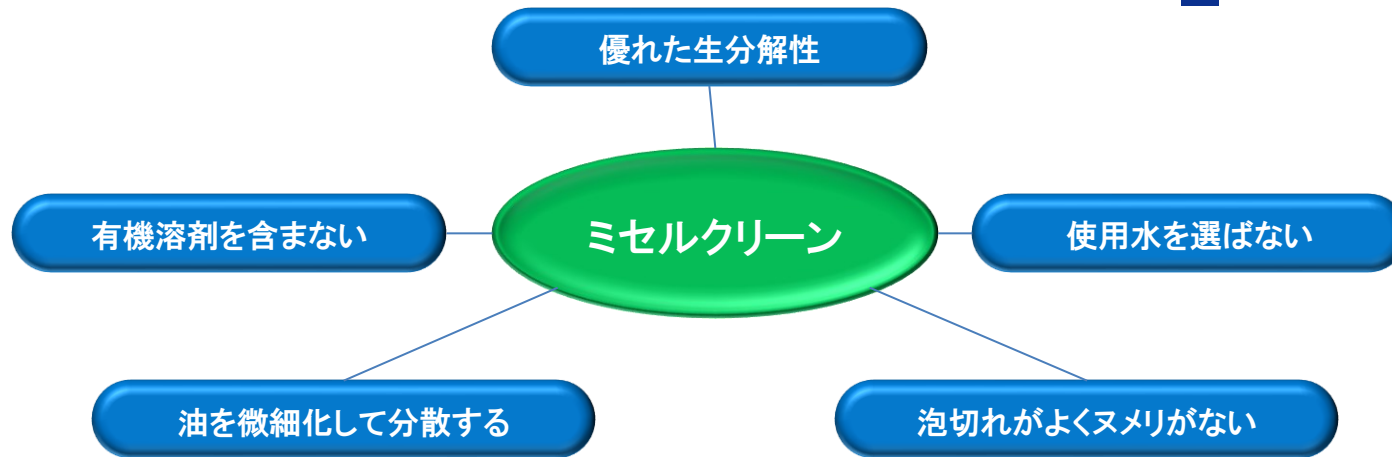 優れた生分解性
有機溶剤を含まない
ミセルクリーン
使用水を選ばない
油を微細化して分散する
泡切れがよくヌメリがない